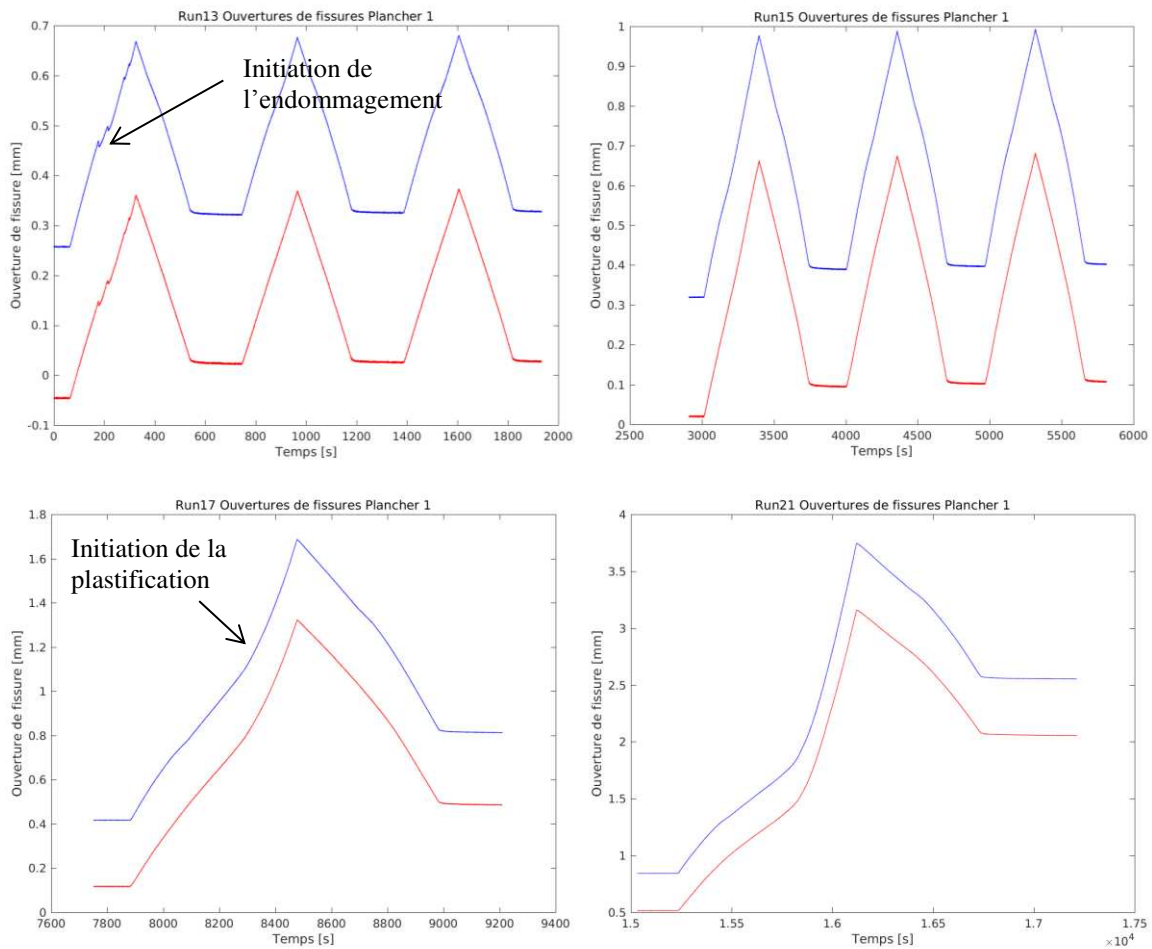 Run13 Ouvertures de fissures Plancher 1
Ouverture de fissure [mm]
0.7
0.6
0.5
0.4
0.3
0.2
0.1
0
-0.1
Initiation de
l'endommagement
0 200 400 600 800 1000 1200 1400 1600 1800 2000
Temps [s]
Run15 Ouvertures de fissures Plancher 1
Ouverture de fissure [mm]
1
0.9
0.8
0.7
0.6
0.5
0.4
0.3
0.2
0.1
0
2500 3000 3500 4000 4500 5000 5500 6000
Temps [s]
Run17 Ouvertures de fissures Plancher 1
Ouverture de fissure [mm]
1.8
1.6
1.4
1.2
1
0.8
0.6
0.4
0.2
0
Initiation de la
plastification
7600 7800 8000 8200 8400 8600 8800 9000 9200 9400
Temps [s]
Run21 Ouvertures de fissures Plancher 1
Ouverture de fissure [mm]
4
3.5
3
2.5
2
1.5
1
0.5
1.5 1.55 1.6 1.65 1.7 1.75
Temps [s]
×10⁴